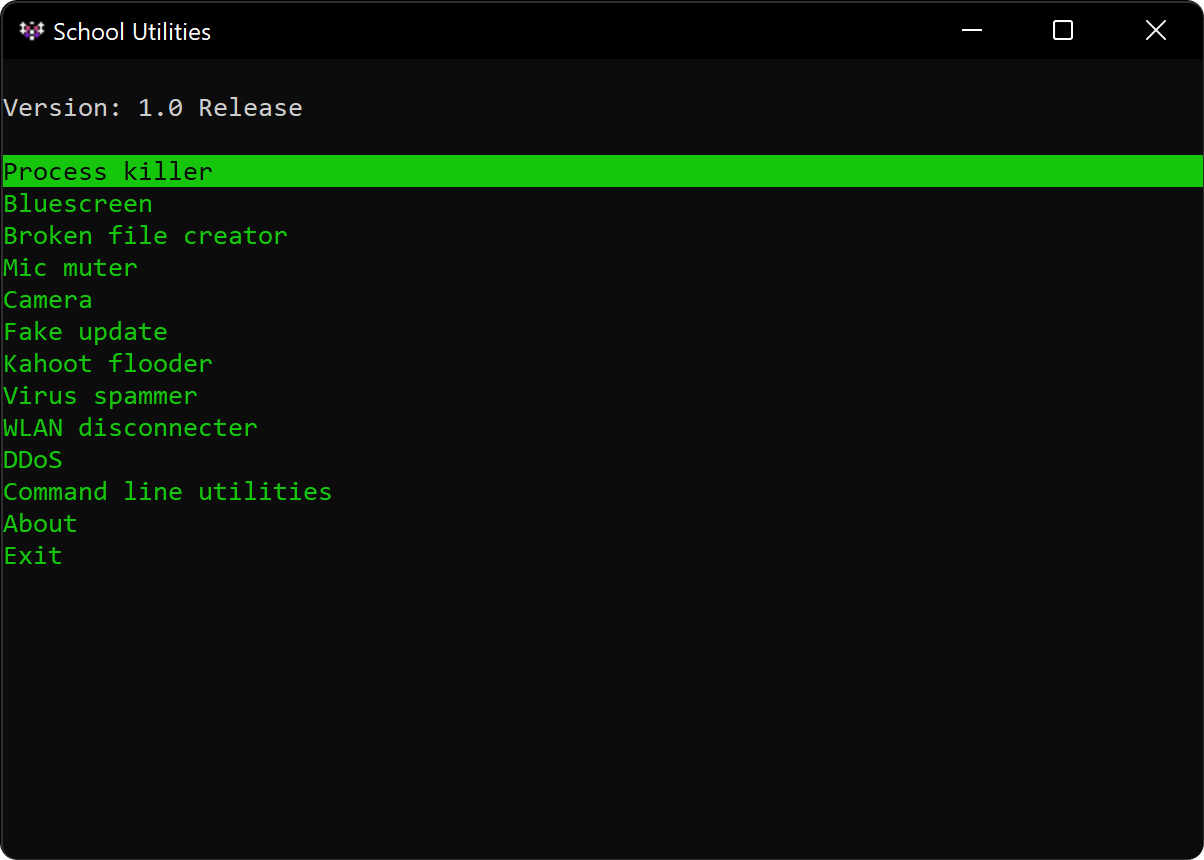 School Utilities
Version: 1.0 Release
Process killer
Bluescreen
Broken file creator
Mic muter
Camera
Fake update
Kahoot flooder
Virus spammer
WLAN disconnecter
DDoS
Command line utilities
About
Exit